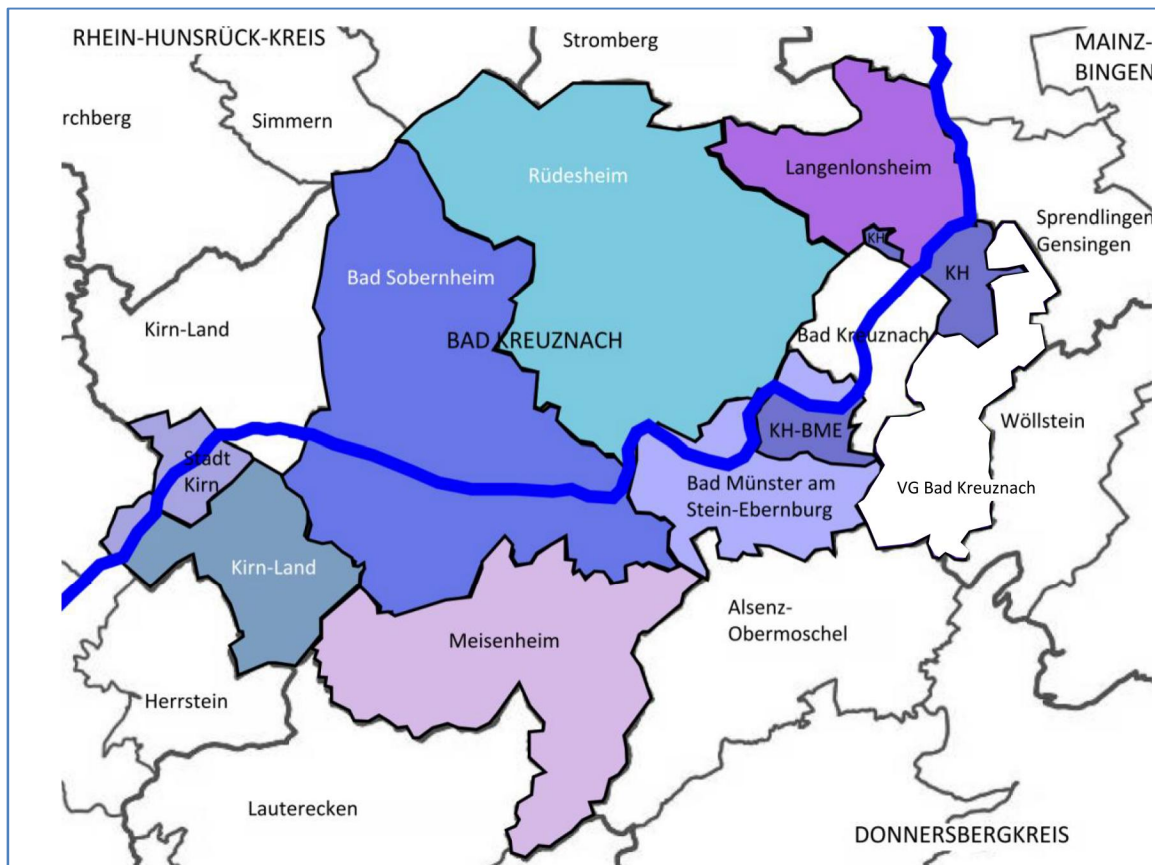 RHEIN-HUNSRÜCK-KREIS
Stromberg
MAINZ-
BINGEN
rchberg
Simmern
Rüdesheim
Langenlonsheim
Sprendlingen
Gensingen
KH
KH
Bad Sobernheim
Kirn-Land
BAD KREUZNACH
Bad Kreuznach
Wöllstein
KH-BME
Stadt
Kirn
Bad Münster am
Stein-Ebernburg
VG Bad Kreuznach
Kirn-Land
Alsenz-
Obermoschel
Meisenheim
Herrstein
Lauterecken
DONNERSBERGKREIS